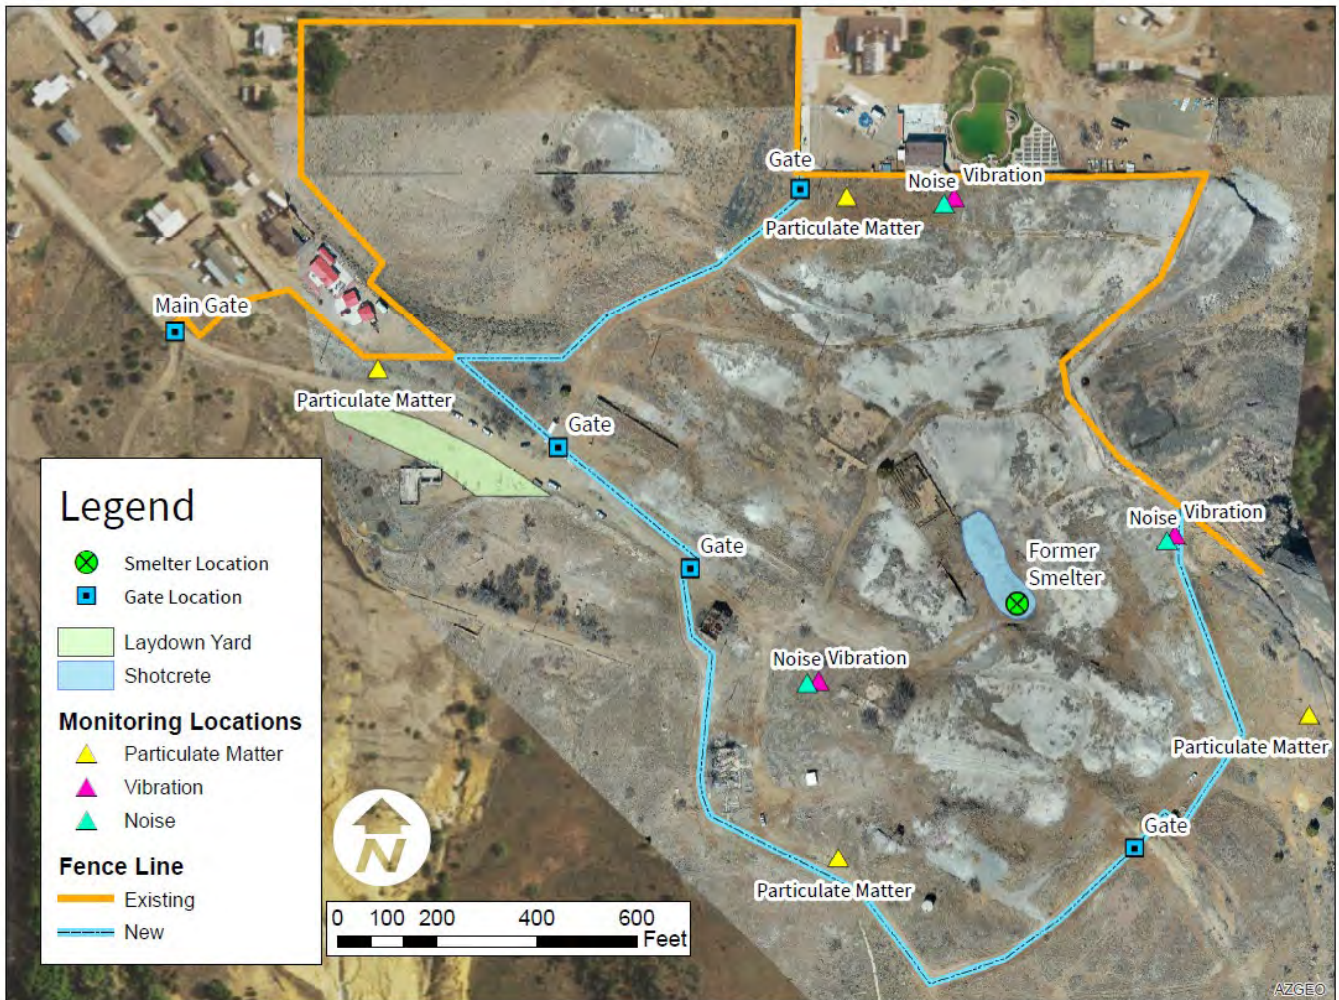 Gate
Noise Vibration
Particulate Matter
Main Gate
Particulate Matter
Gate
Noise Vibration
Gate
Former
Smelter
Noise Vibration
Particulate Matter
Gate
Particulate Matter
Legend
Smelter Location
Gate Location
Laydown Yard
Shotcrete
Monitoring Locations
Particulate Matter
Vibration
Noise
Fence Line
Existing
New
N
0 100 200 400 600
Feet
AZGEO